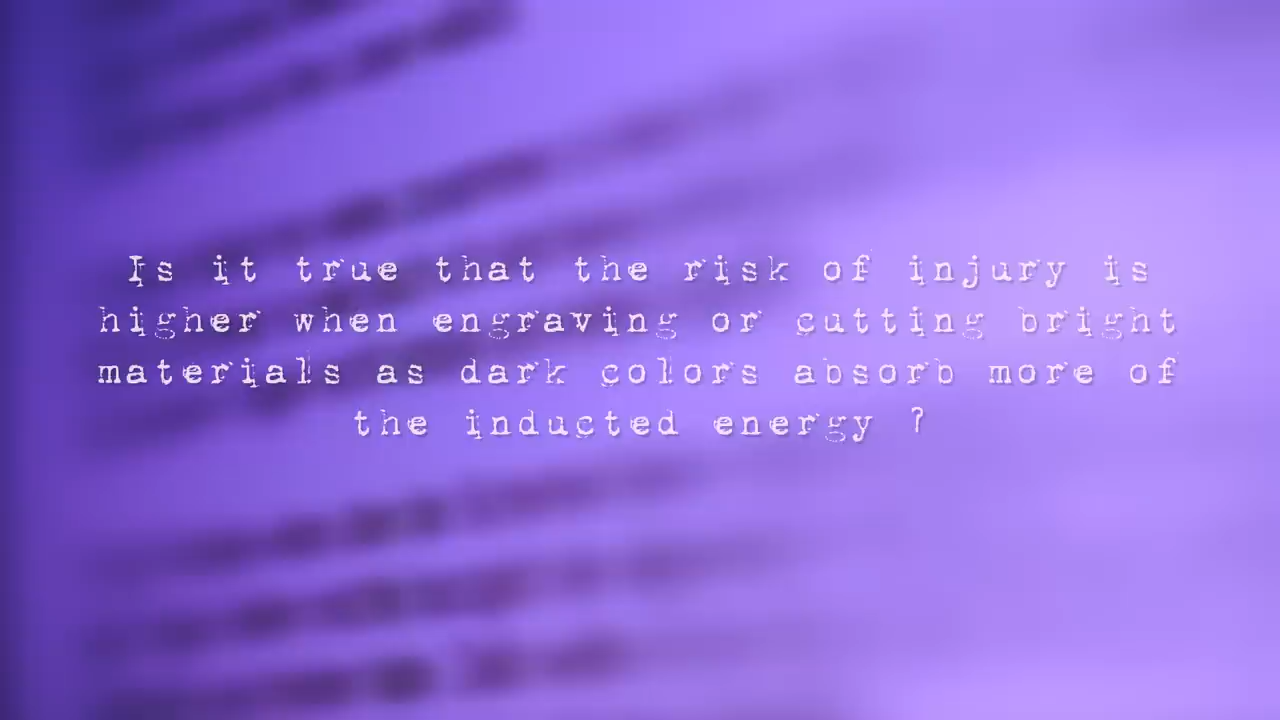 Is it true that the risk of injury is
higher when engraving or cutting bright
materials as dark colors absorb more of
the inducted energy ?